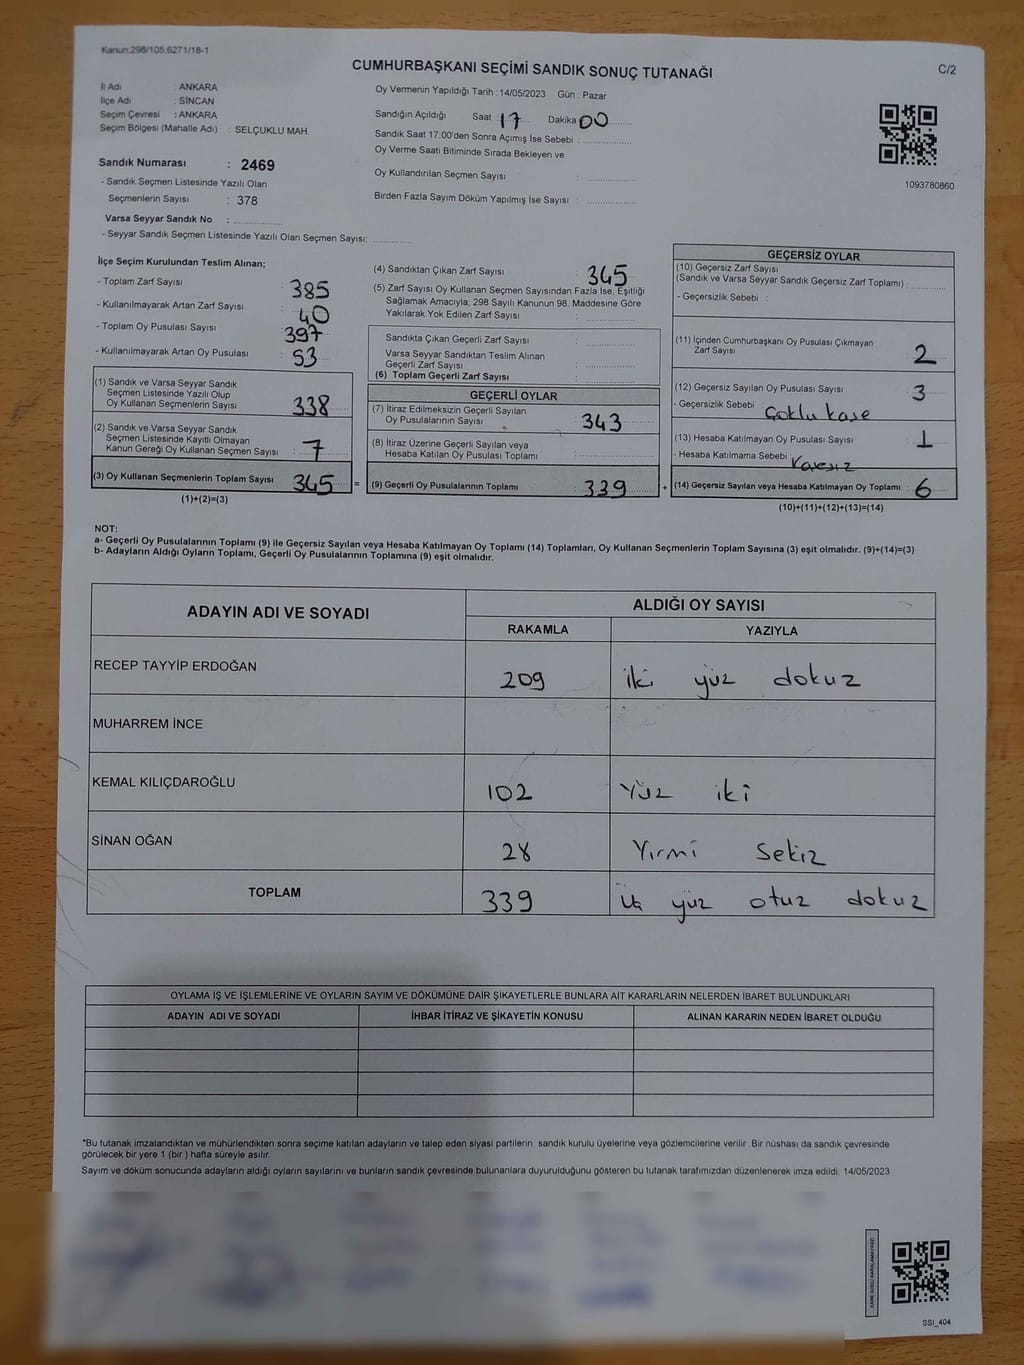 Kanun;298/105;6271/18-1
CUMHURBAŞKANI SEÇİMİ SANDIK SONUÇ TUTANAĞI
C/2
İl Adı : ANKARA
İlçe Adı : SİNCAN
Seçim Çevresi : ANKARA
Seçim Bölgesi (Mahalle Adı) : SELÇUKLU MAH.
Oy Vermenin Yapıldığı Tarih : 14/05/2023 Gün : Pazar
Sandığın Açıldığı Saat : 17 Dakika : 00
Sandık Saat 17:00'den Sonra Açımış İse Sebebi :
Oy Verme Saati Bitiminde Sırada Bekleyen ve
Oy Kullandırılan Seçmen Sayısı :
Birden Fazla Sayım Döküm Yapılmış İse Sayısı :
1093780860
Sandık Numarası : 2469
- Sandık Seçmen Listesinde Yazılı Olan
Seçmenlerin Sayısı : 378
Varsa Seyyar Sandık No :
- Seyyar Sandık Seçmen Listesinde Yazılı Olan Seçmen Sayısı:
İlçe Seçim Kurulundan Teslim Alınan;
- Toplam Zarf Sayısı : 385
- Kullanılmayarak Artan Zarf Sayısı : 40
- Toplam Oy Pusulası Sayısı : 397
- Kullanılmayarak Artan Oy Pusulası : 53
(1) Sandık ve Varsa Seyyar Sandık
Seçmen Listesinde Yazılı Olup
Oy Kullanan Seçmenlerin Sayısı : 338
(2) Sandık ve Varsa Seyyar Sandık
Seçmen Listesinde Kayıtlı Olmayan
Kanun Gereği Oy Kullanan Seçmen Sayısı : 7
(3) Oy Kullanan Seçmenlerin Toplam Sayısı : 345 =
(1)+(2)=(3)
(4) Sandıktan Çıkan Zarf Sayısı : 345
(5) Zarf Sayısı Oy Kullanan Seçmen Sayısından Fazla İse, Eşitliği
Sağlamak Amacıyla; 298 Sayılı Kanunun 98. Maddesine Göre
Yakılarak Yok Edilen Zarf Sayısı :
Sandıkta Çıkan Geçerli Zarf Sayısı :
Varsa Seyyar Sandıktan Teslim Alınan
Geçerli Zarf Sayısı :
(6) Toplam Geçerli Zarf Sayısı :
GEÇERLİ OYLAR
(7) İtiraz Edilmeksizin Geçerli Sayılan
Oy Pusulalarının Sayısı : 343
(8) İtiraz Üzerine Geçerli Sayılan veya
Hesaba Katılan Oy Pusulası Toplamı :
(9) Geçerli Oy Pusulalarının Toplamı : 339 +
GEÇERSİZ OYLAR
(10) Geçersiz Zarf Sayısı
(Sandık ve Varsa Seyyar Sandık Geçersiz Zarf Toplamı) :
- Geçersizlik Sebebi :
(11) İçinden Cumhurbaşkanı Oy Pusulası Çıkmayan
Zarf Sayısı : 2
(12) Geçersiz Sayılan Oy Pusulası Sayısı : 3
- Geçersizlik Sebebi : Çoklu kaşe
(13) Hesaba Katılmayan Oy Pusulası Sayısı : 1
- Hesaba Katılmama Sebebi :
(14) Geçersiz Sayılan veya Hesaba Katılmayan Oy Toplamı : 6
(10)+(11)+(12)+(13)=(14)
NOT:
a- Geçerli Oy Pusulalarının Toplamı (9) ile Geçersiz Sayılan veya Hesaba Katılmayan Oy Toplamı (14) Toplamları, Oy Kullanan Seçmenlerin Toplam Sayısına (3) eşit olmalıdır. (9)+(14)=(3)
b- Adayların Aldığı Oyların Toplamı, Geçerli Oy Pusulalarının Toplamına (9) eşit olmalıdır.
ADAYIN ADI VE SOYADI
ALDIĞI OY SAYISI
RAKAMLA YAZIYLA
RECEP TAYYİP ERDOĞAN 209 iki yüz dokuz
MUHARREM İNCE
KEMAL KILIÇDAROĞLU 102 Yüz iki
SİNAN OĞAN 28 Yirmi Sekiz
TOPLAM 339 üç yüz otuz dokuz
OYLAMA İŞ VE İŞLEMLERİNE VE OYLARIN SAYIM VE DÖKÜMÜNE DAİR ŞİKAYETLERLE BUNLARA AİT KARARLARIN NELERDEN İBARET BULUNDUKLARI
ADAYIN ADI VE SOYADI İHBAR İTİRAZ VE ŞİKAYETİN KONUSU ALINAN KARARIN NEDEN İBARET OLDUĞU
*Bu tutanak imzalandıktan ve mühürlendikten sonra seçime katılan adayların ve talep eden siyasi partilerin sandık kurulu üyelerine veya gözlemcilerine verilir. Bir nüshası da sandık çevresinde
görülecek bir yere 1 (bir ) hafta süreyle asılır.
Sayım ve döküm sonucunda adayların aldığı oyların sayılarını ve bunların sandık çevresinde bulunanlara duyurulduğunu gösteren bu tutanak tarafımızdan düzenlenerek imza edildi. 14/05/2023
KARE KODU KARALAMAYINIZ!
SSI_404